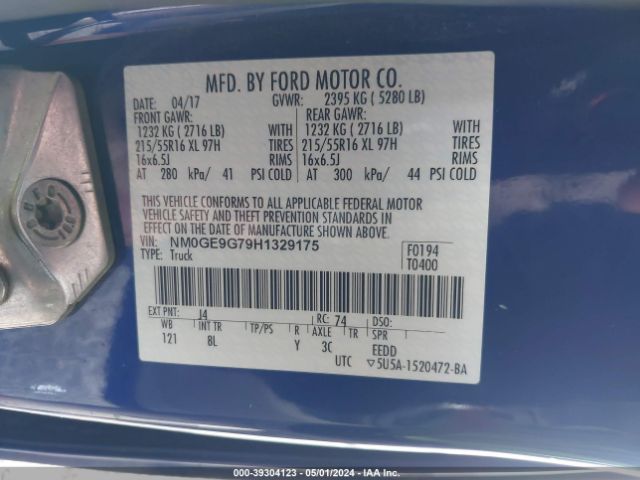 MFD. BY FORD MOTOR CO.
DATE: 04/17 GVWR: 2395 KG ( 5280 LB)
FRONT GAWR: REAR GAWR:
1232 KG ( 2716 LB) WITH 1232 KG ( 2716 LB) WITH
215/55R16 XL 97H TIRES 215/55R16 XL 97H TIRES
16x6.5J RIMS 16x6.5J RIMS
AT 280 kPa/ 41 PSI COLD AT 300 kPa/ 44 PSI COLD
THIS VEHICLE CONFORMS TO ALL APPLICABLE FEDERAL MOTOR
VEHICLE SAFETY AND THEFT PREVENTION STANDARDS IN
EFFECT ON THE DATE OF MANUFACTURE SHOWN ABOVE.
VIN: NM0GE9G79H1329175 F0194
TYPE: Truck T0400
EXT PNT: J4 RC: 74 DSO:
WB INT TR TP/PS R AXLE TR SPR
121 8L Y 3C EEDD
UTC ▽5U5A-1520472-BA
000-39304123 - 05/01/2024 - IAA Inc.